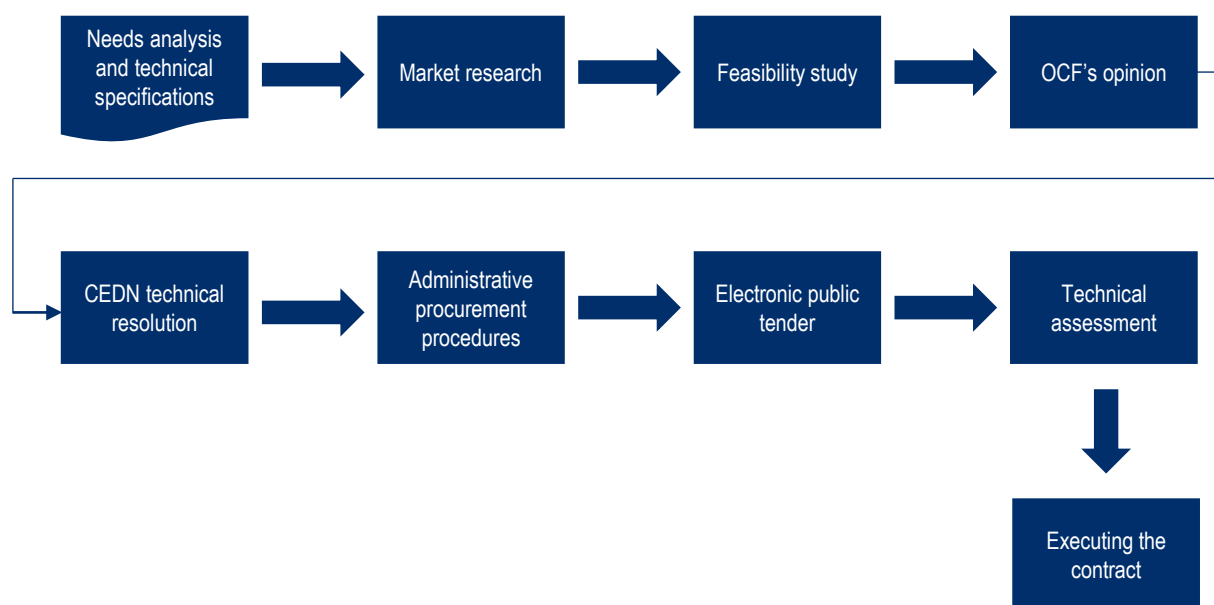 Needs analysis
and technical
specifications
Market research
Feasibility study
OCF's opinion
CEDN technical
resolution
Administrative
procurement
procedures
Electronic public
tender
Technical
assessment
Executing the
contract